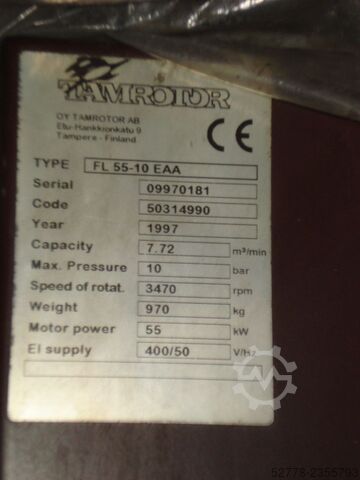 TAMROTOR
OY TAMROTOR AB
Etu-Hankkionkatu 9
Tampere - Finland
CE
TYPE FL 55-10 EAA
Serial 09970181
Code 50314990
Year 1997
Capacity 7.72 m³/min
Max. Pressure 10 bar
Speed of rotat. 3470 rpm
Weight 970 kg
Motor power 55 kW
El supply 400/50 V/Hz
52778-2355793